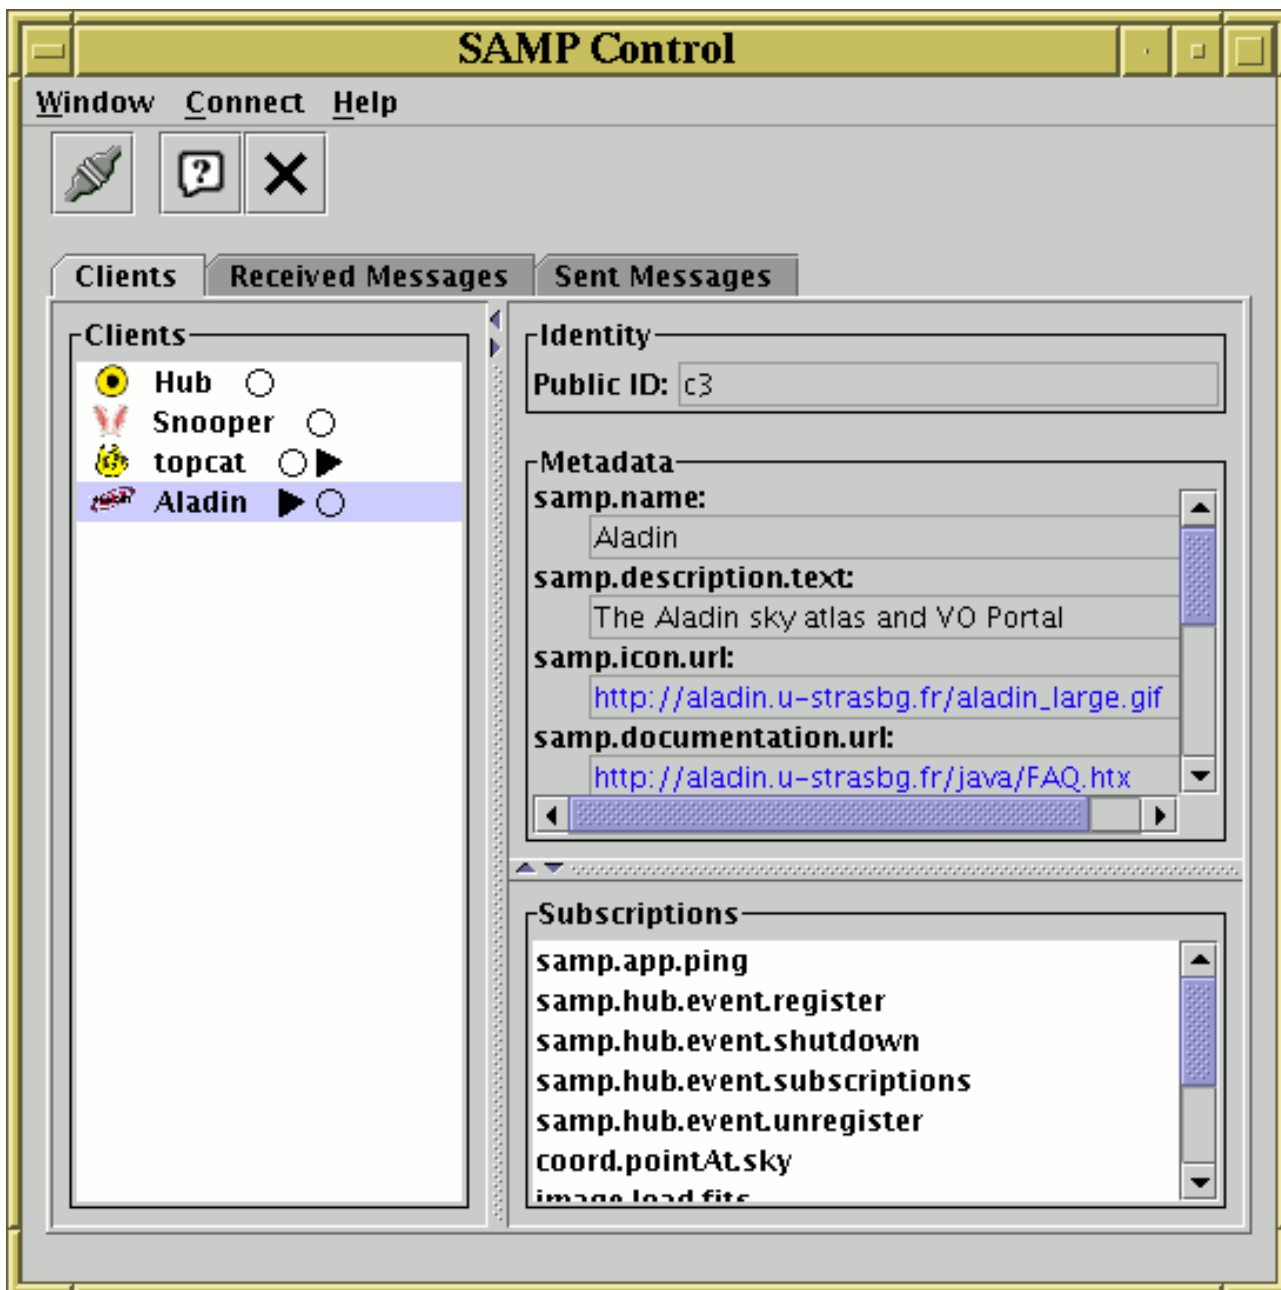 SAMP Control
Window Connect Help
Clients Received Messages Sent Messages
Clients
Hub
Snooper
topcat
Aladin
Identity
Public ID: c3
Metadata
samp.name:
Aladin
samp.description.text:
The Aladin sky atlas and VO Portal
samp.icon.url:
http://aladin.u-strasbg.fr/aladin_large.gif
samp.documentation.url:
http://aladin.u-strasbg.fr/java/FAQ.htx
Subscriptions
samp.app.ping
samp.hub.event.register
samp.hub.event.shutdown
samp.hub.event.subscriptions
samp.hub.event.unregister
coord.pointAt.sky
image.load.fits